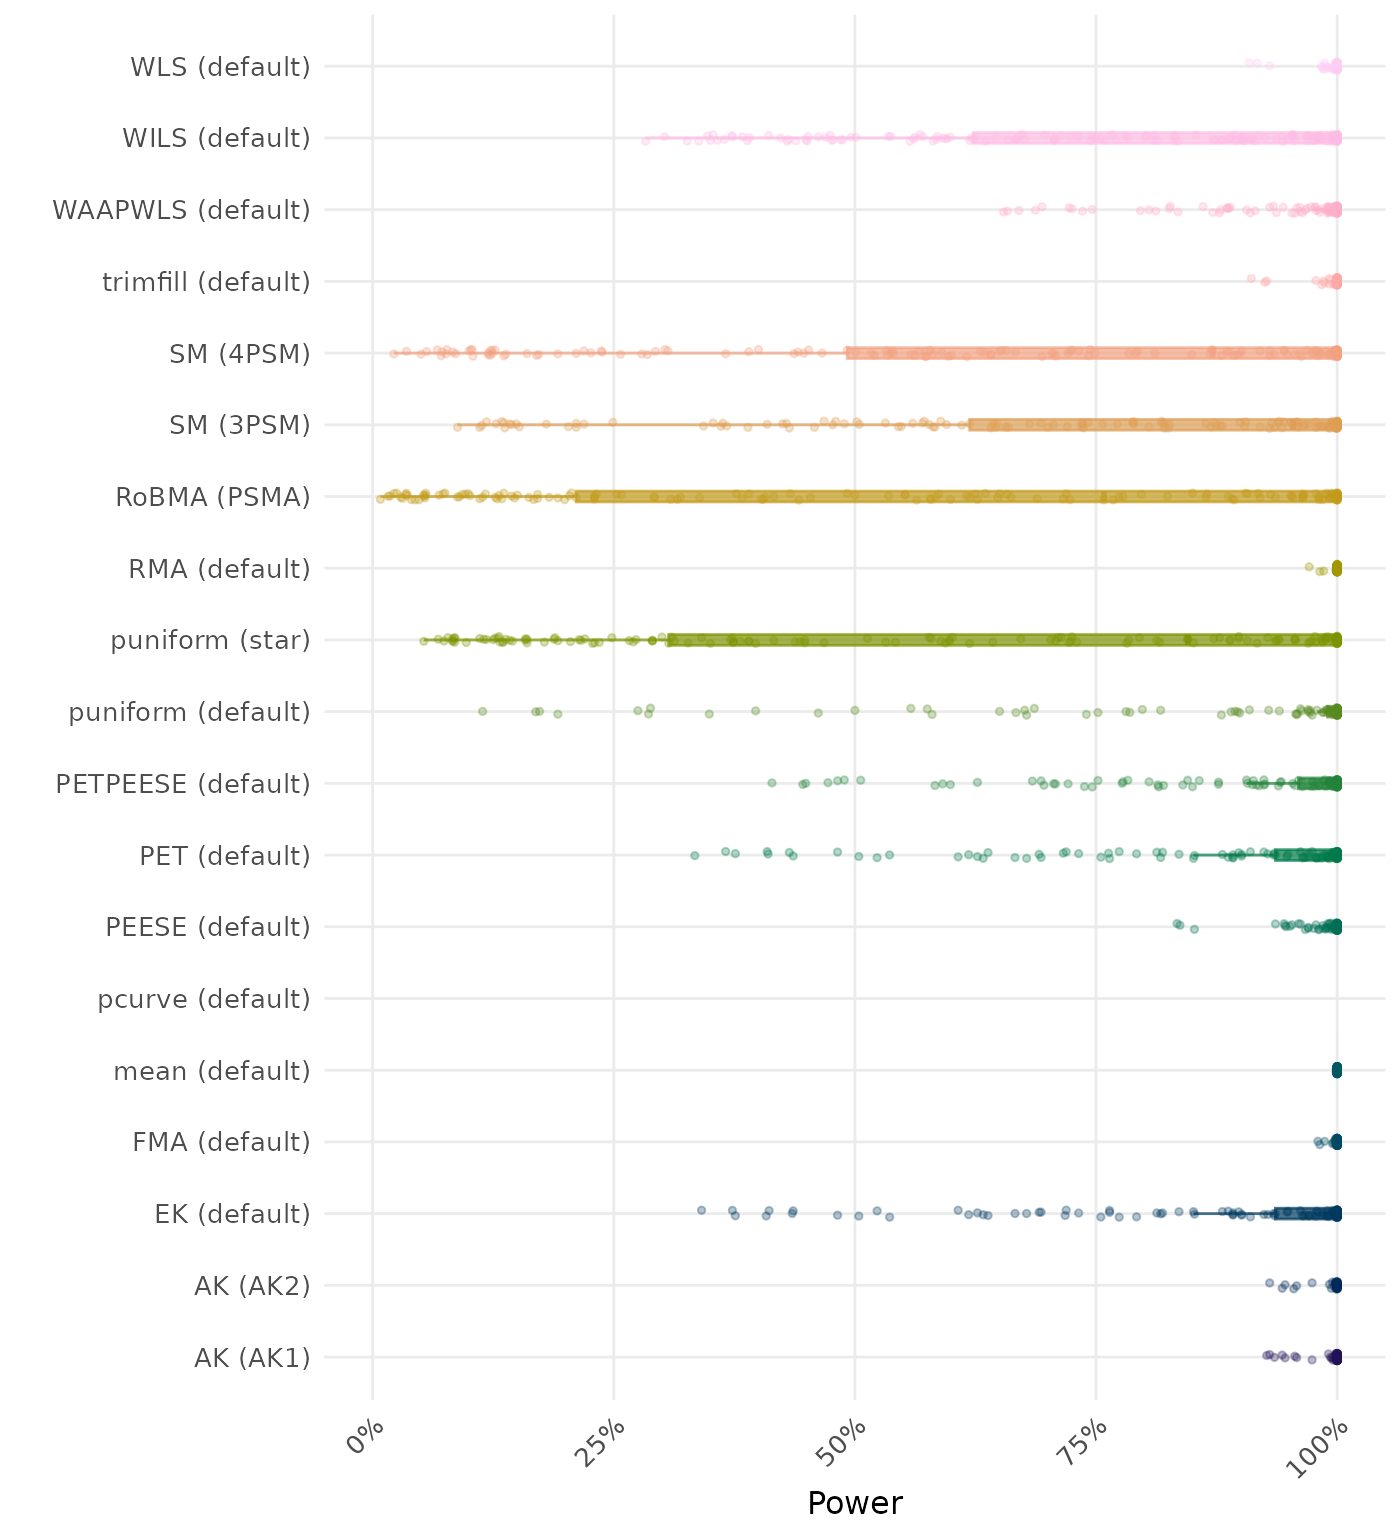 WLS (default)
WILS (default)
WAAPWLS (default)
trimfill (default)
SM (4PSM)
SM (3PSM)
RoBMA (PSMA)
RMA (default)
puniform (star)
puniform (default)
PETPEESE (default)
PET (default)
PEESE (default)
pcurve (default)
mean (default)
FMA (default)
EK (default)
AK (AK2)
AK (AK1)
0% 25% 50% 75% 100%
Power